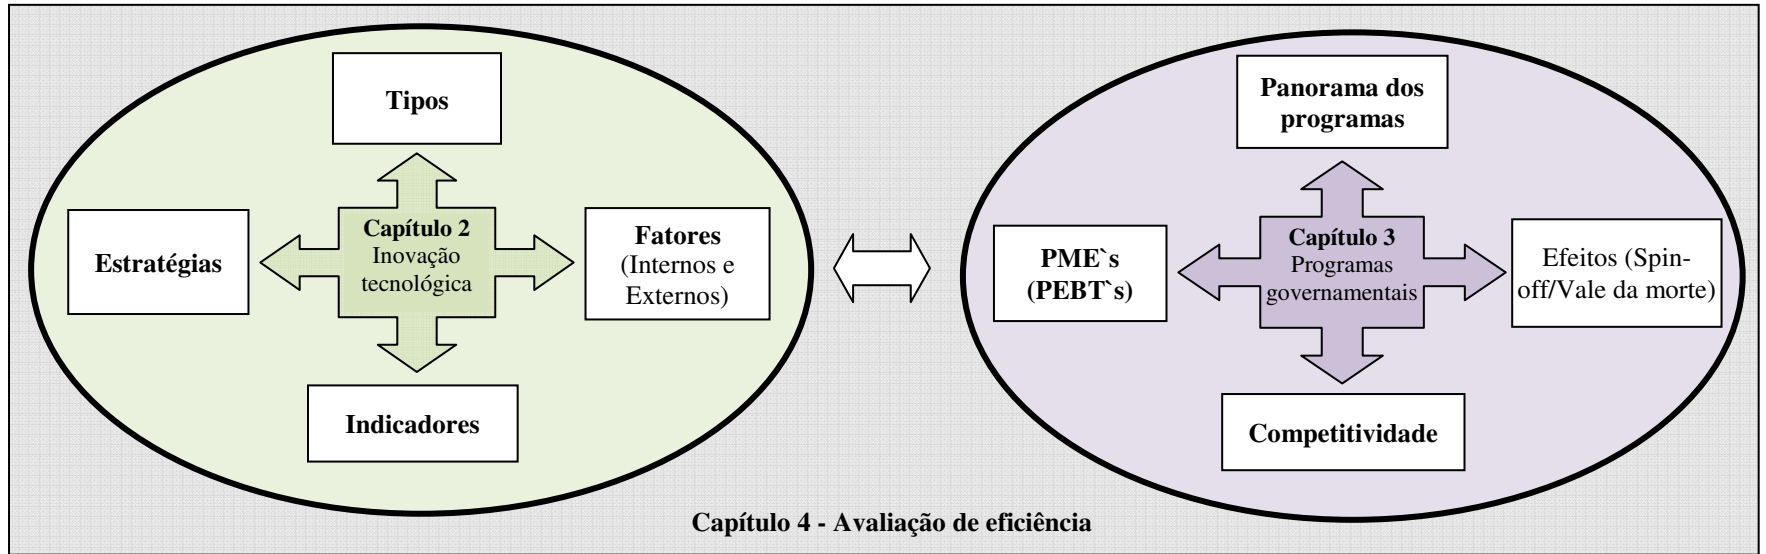 Tipos
Estratégias
Capítulo 2
Inovação
tecnológica
Fatores
(Internos e
Externos)
Indicadores
Panorama dos
programas
PME`s
(PEBT`s)
Capítulo 3
Programas
governamentais
Efeitos (Spin-
off/Vale da morte)
Competitividade
Capítulo 4 - Avaliação de eficiência